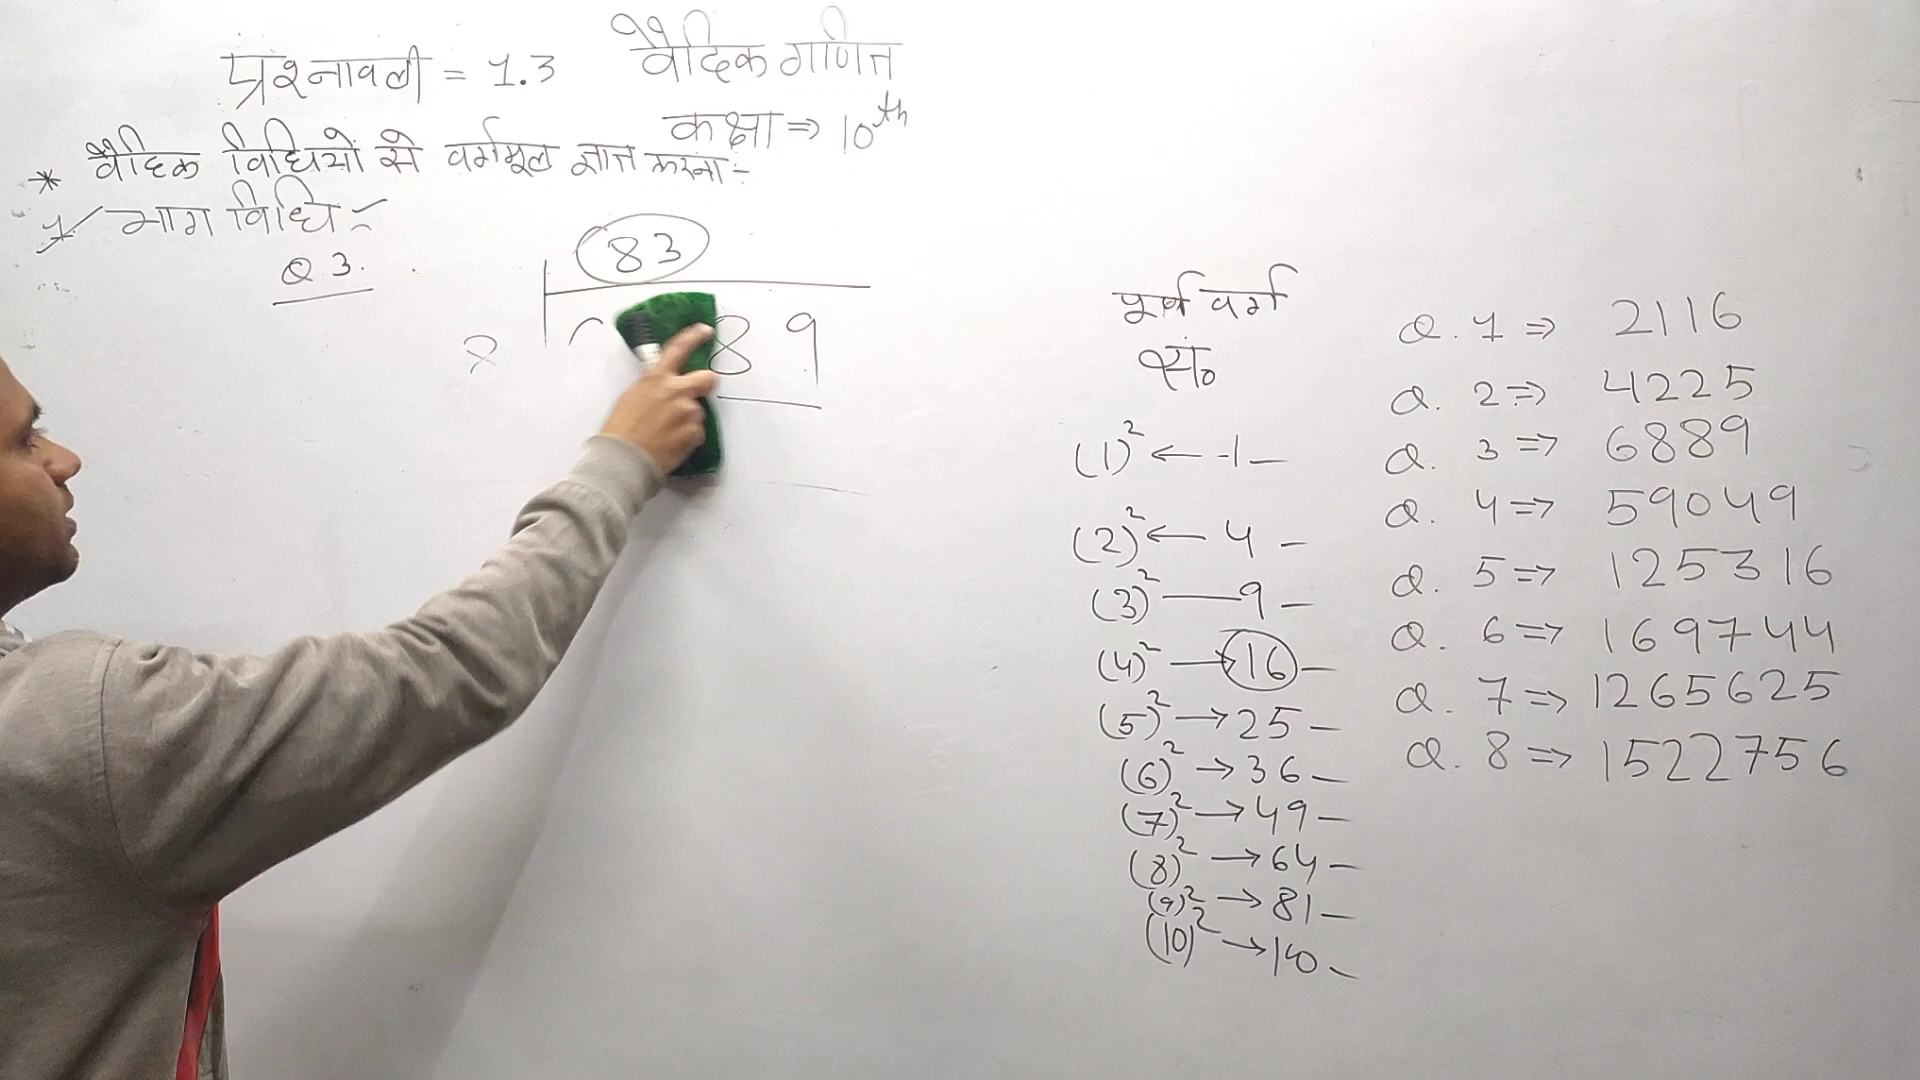 प्रश्नावली = 1.3
वैदिक गणित
कक्षा ⇒ 10th
* वैदिक विधियों से वर्गमूल ज्ञात करना :-
1. भाग विधि :-
Q 3.
83
8
89
पूर्ण वर्ग
सं०
(1)² ← 1 —
(2)² ← 4 —
(3)² — 9 —
(4)² → 16 —
(5)² → 25 —
(6)² → 36 —
(7)² → 49 —
(8)² → 64 —
(9)² → 81 —
(10)² → 100 —
Q. 1 ⇒ 2116
Q. 2 ⇒ 4225
Q. 3 ⇒ 6889
Q. 4 ⇒ 59049
Q. 5 ⇒ 125316
Q. 6 ⇒ 169744
Q. 7 ⇒ 1265625
Q. 8 ⇒ 1522756